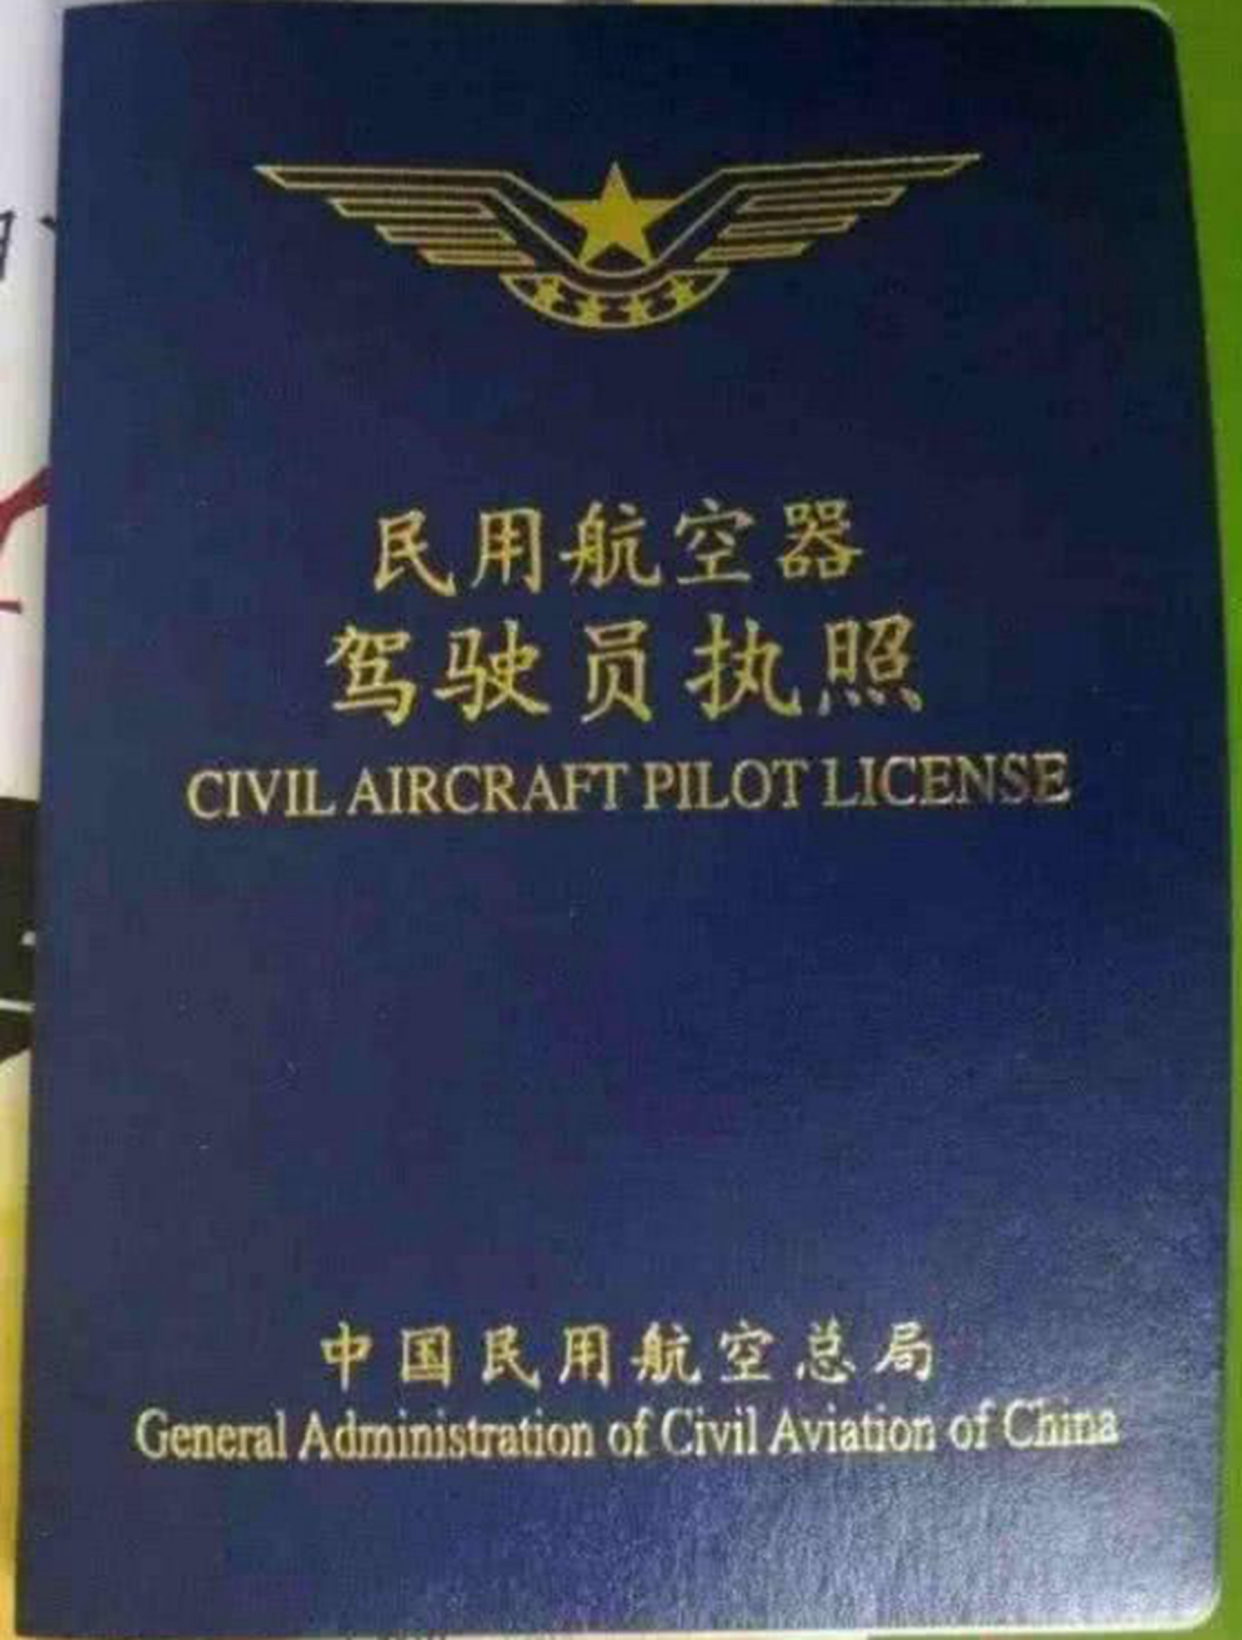 民用航空器
驾驶员执照
CIVIL AIRCRAFT PILOT LICENSE
中国民用航空总局
General Administration of Civil Aviation of China